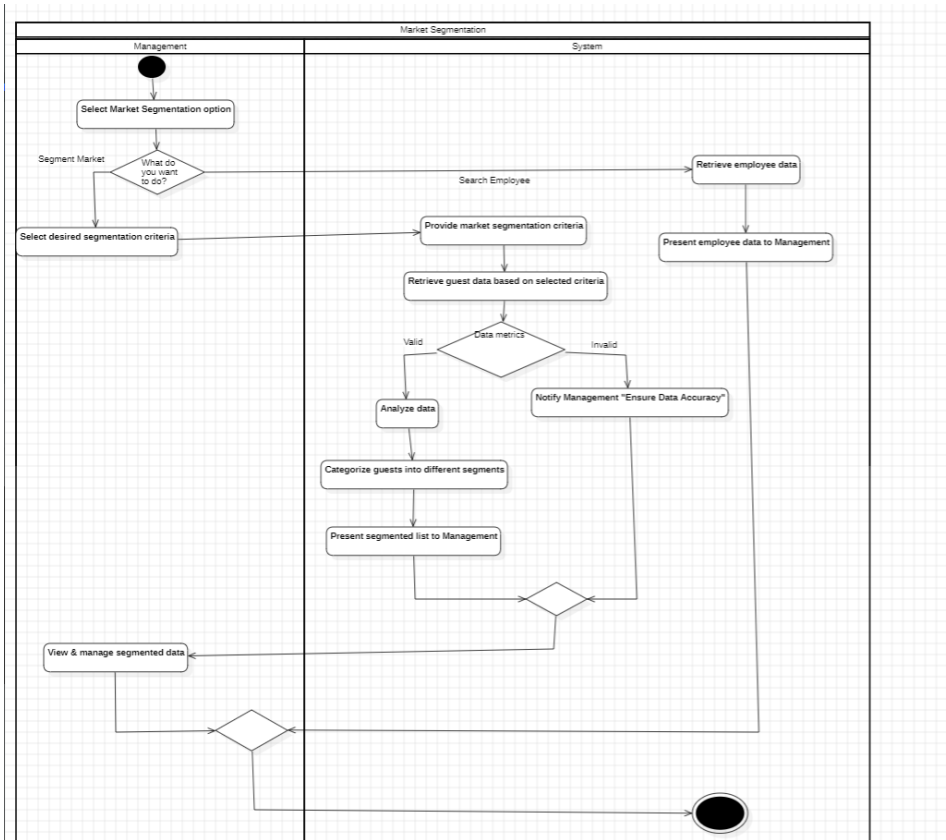 Market Segmentation
Management
System
Select Market Segmentation option
Segment Market
What do
you want
to do?
Search Employee
Retrieve employee data
Select desired segmentation criteria
Provide market segmentation criteria
Present employee data to Management
Retrieve guest data based on selected criteria
Data metrics
Valid
Invalid
Notify Management "Ensure Data Accuracy"
Analyze data
Categorize guests into different segments
Present segmented list to Management
View & manage segmented data